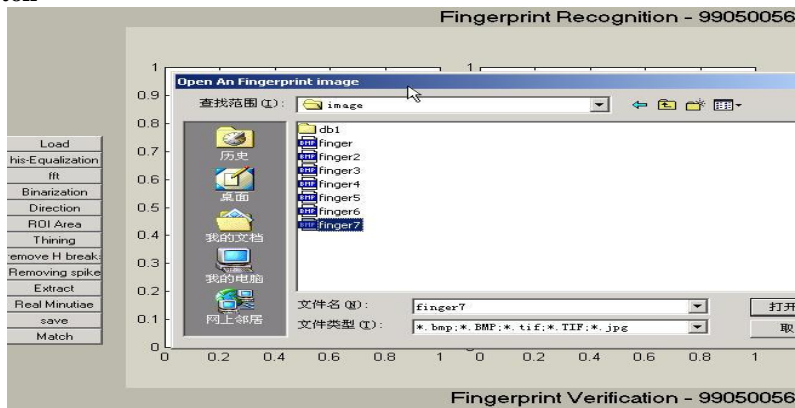 Fingerprint Recognition - 99050056
1
1
Open An Fingerprint image
0.9
查找范围(I):
image
0.8
db1
finger
Load
历史
0.7
finger2
his-Equalization
finger3
fft
0.6
finger4
Binarization
桌面
finger5
Direction
0.5
finger6
ROI Area
finger7
Thining
0.4
我的文档
emove H break
0.3
Removing spike
我的电脑
Extract
0.2
Real Minutiae
文件名(N):
finger7
打开
save
0.1
网上邻居
文件类型(T):
*.bmp;*.BMP;*.tif;*.TIF;*.jpg
取
Match
0
0 0.2 0.4 0.6 0.8 1 0 0.2 0.4 0.6 0.8 1
Fingerprint Verification - 99050056